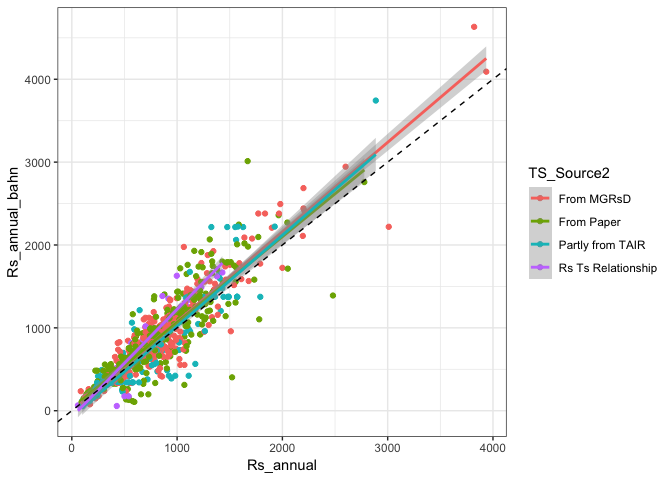 4000
3000
2000
1000
0
Rs_annual_bahn
0
1000
2000
3000
4000
Rs_annual
TS_Source2
From MGRsD
From Paper
Partly from TAIR
Rs Ts Relationship